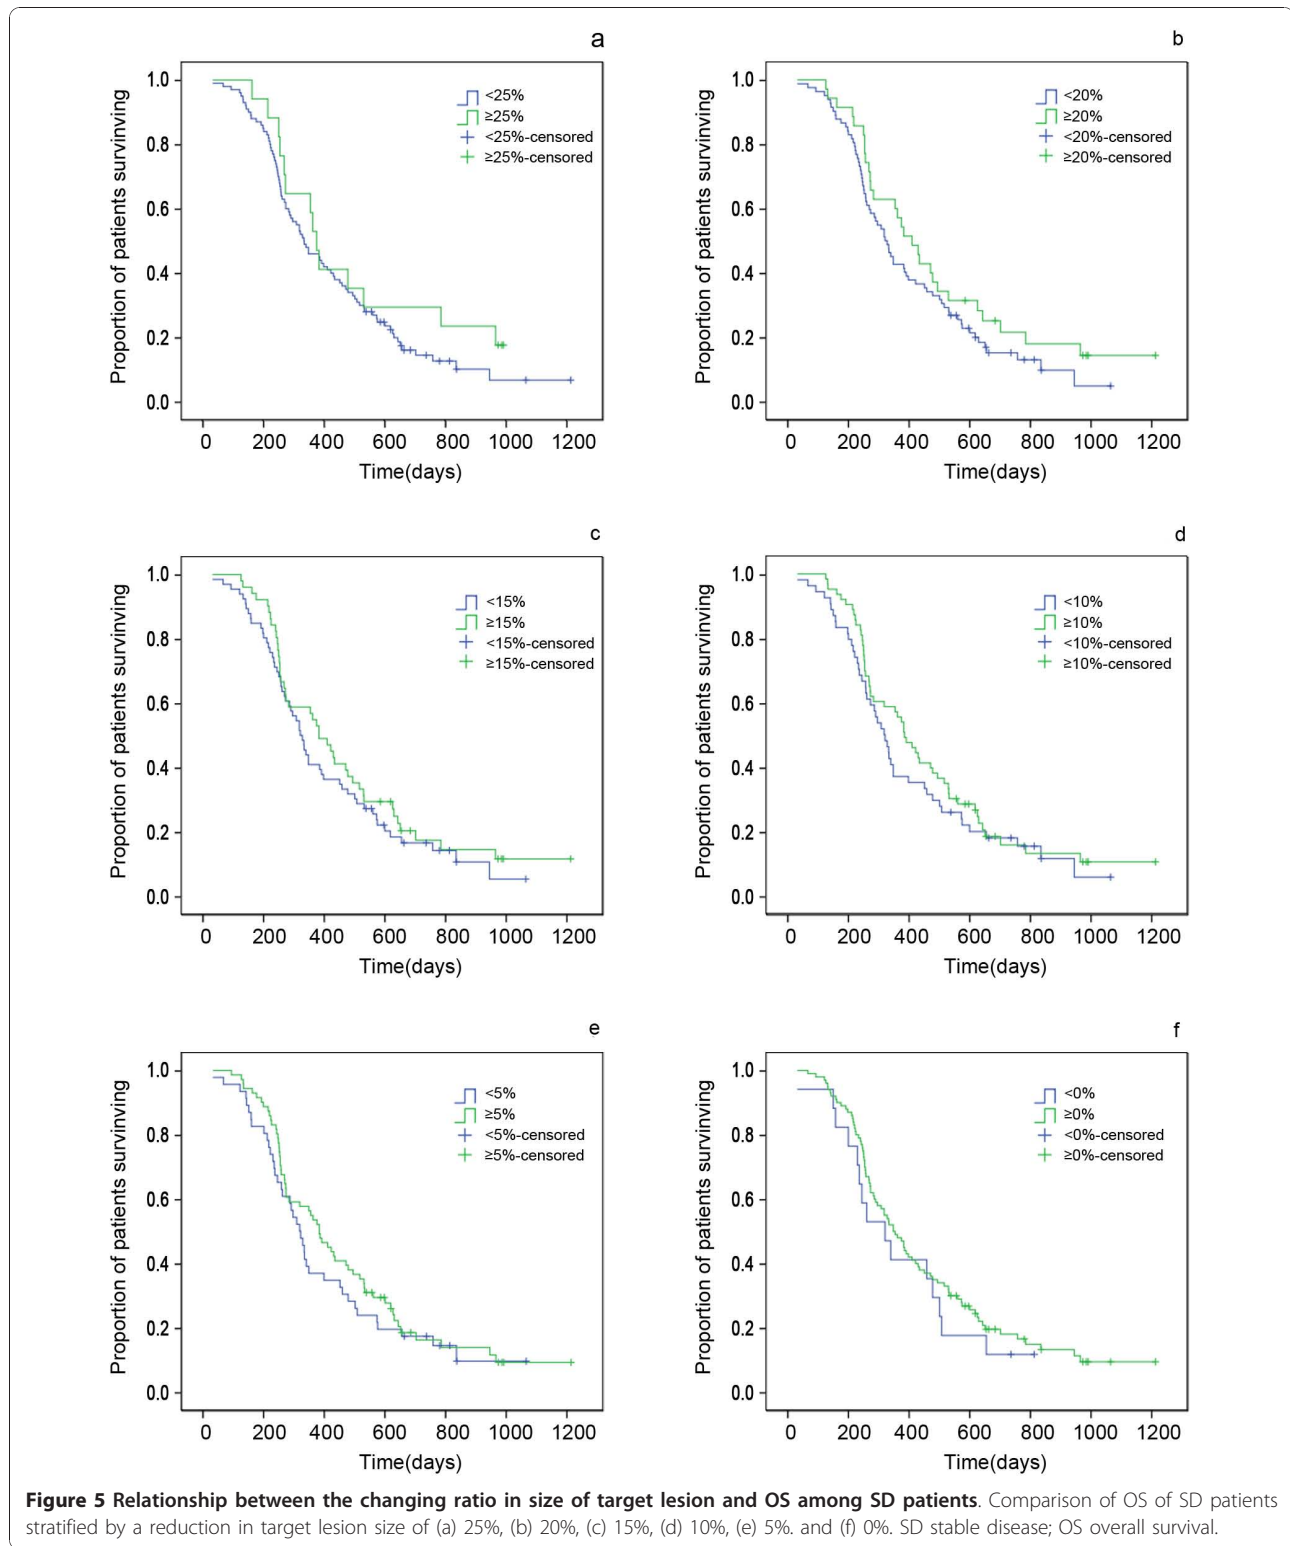 a
Proportion of patients survinving
1.0
0.8
0.6
0.4
0.2
0.0
<25%
≥25%
<25%-censored
≥25%-censored
0 200 400 600 800 1000 1200
Time(days)
b
Proportion of patients survinving
1.0
0.8
0.6
0.4
0.2
0.0
<20%
≥20%
<20%-censored
≥20%-censored
0 200 400 600 800 1000 1200
Time(days)
c
Proportion of patients survinving
1.0
0.8
0.6
0.4
0.2
0.0
<15%
≥15%
<15%-censored
≥15%-censored
0 200 400 600 800 1000 1200
Time(days)
d
Proportion of patients survinving
1.0
0.8
0.6
0.4
0.2
0.0
<10%
≥10%
<10%-censored
≥10%-censored
0 200 400 600 800 1000 1200
Time(days)
e
Proportion of patients survinving
1.0
0.8
0.6
0.4
0.2
0.0
<5%
≥5%
<5%-censored
≥5%-censored
0 200 400 600 800 1000 1200
Time(days)
f
Proportion of patients survinving
1.0
0.8
0.6
0.4
0.2
0.0
<0%
≥0%
<0%-censored
≥0%-censored
0 200 400 600 800 1000 1200
Time(days)
Figure 5 Relationship between the changing ratio in size of target lesion and OS among SD patients. Comparison of OS of SD patients
stratified by a reduction in target lesion size of (a) 25%, (b) 20%, (c) 15%, (d) 10%, (e) 5%. and (f) 0%. SD stable disease; OS overall survival.